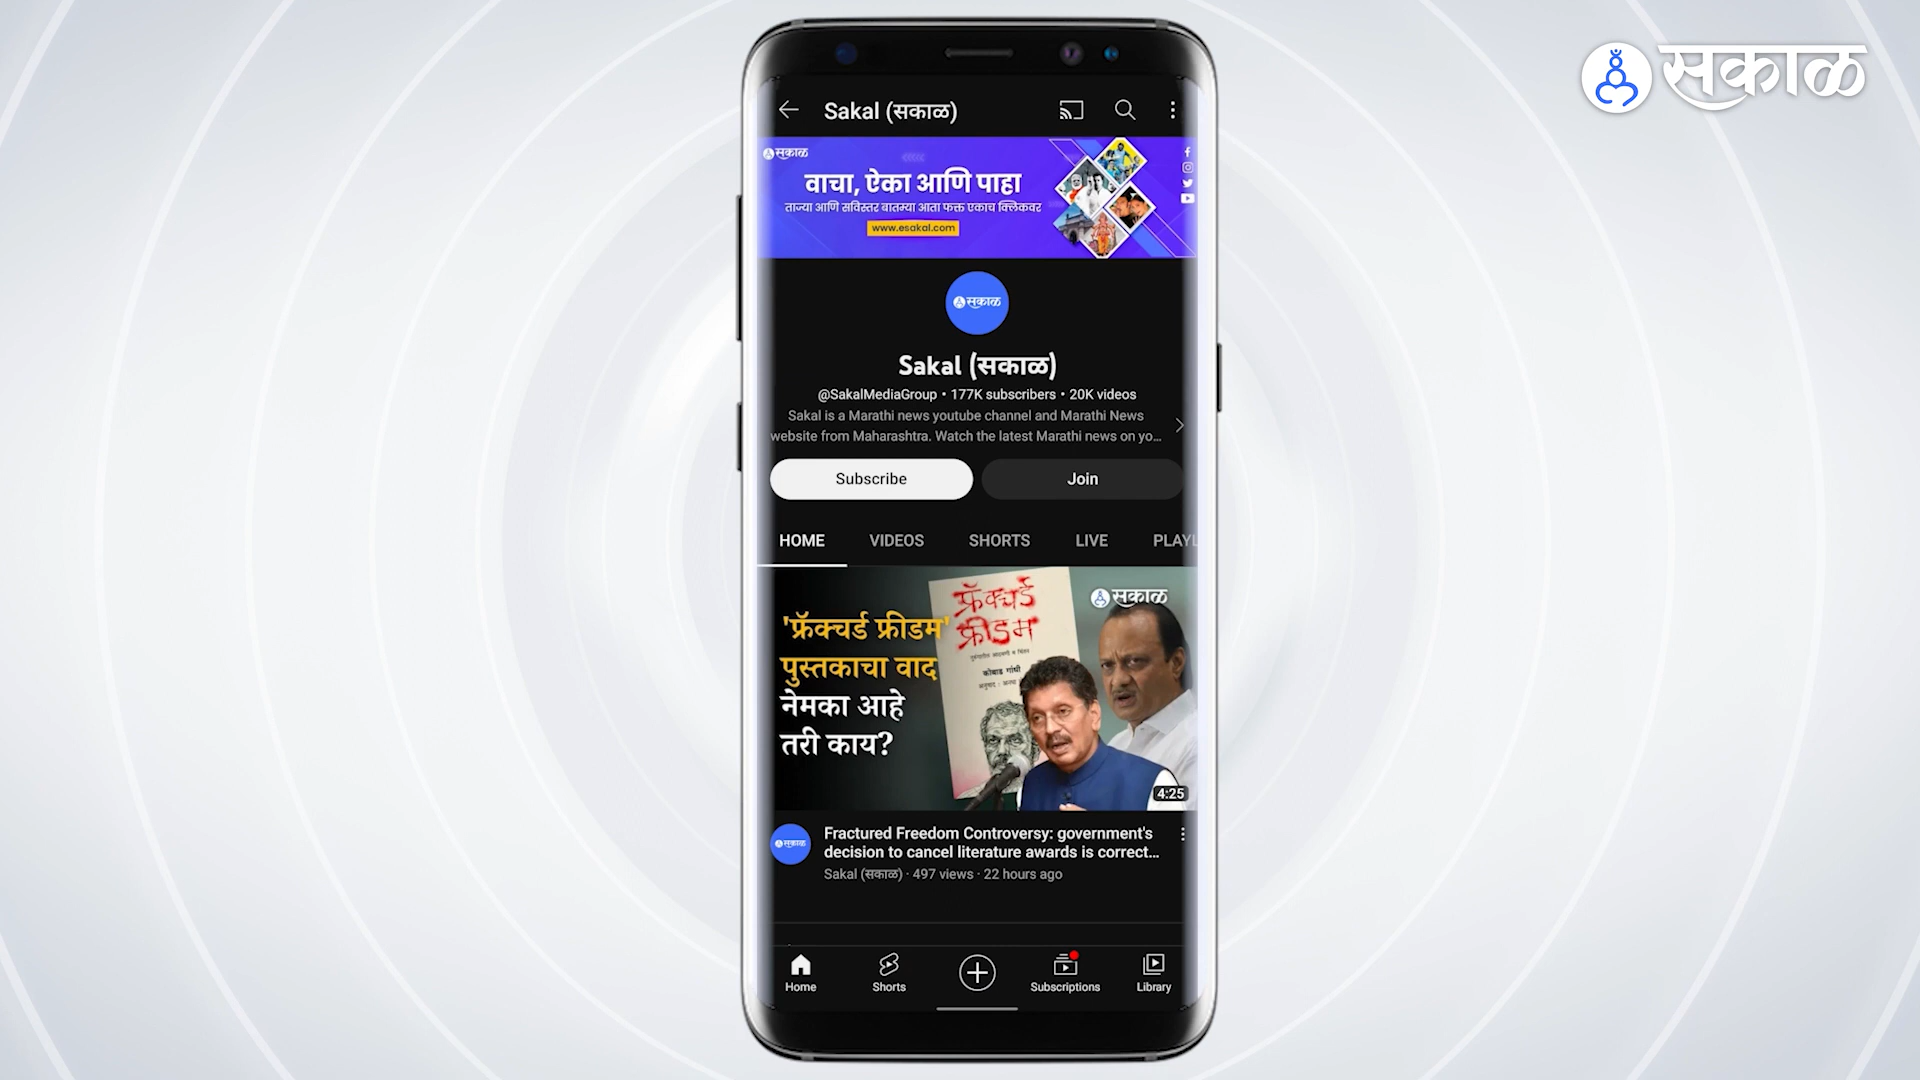 सकाळ
Sakal (सकाळ)
सकाळ
वाचा, ऐका आणि पाहा
ताज्या आणि सविस्तर बातम्या आता फक्त एकाच क्लिकवर
www.esakal.com
सकाळ
Sakal (सकाळ)
@SakalMediaGroup • 177K subscribers • 20K videos
Sakal is a Marathi news youtube channel and Marathi News
website from Maharashtra. Watch the latest Marathi news on yo...
Subscribe
Join
HOME VIDEOS SHORTS LIVE PLAYL
फ्रॅक्चर्ड
फ्रीडम
कोबाड गांधी
सकाळ
'फ्रॅक्चर्ड फ्रीडम'
पुस्तकाचा वाद
नेमका आहे
तरी काय?
4:25
सकाळ
Fractured Freedom Controversy: government's
decision to cancel literature awards is correct...
Sakal (सकाळ) · 497 views · 22 hours ago
Home Shorts Subscriptions Library